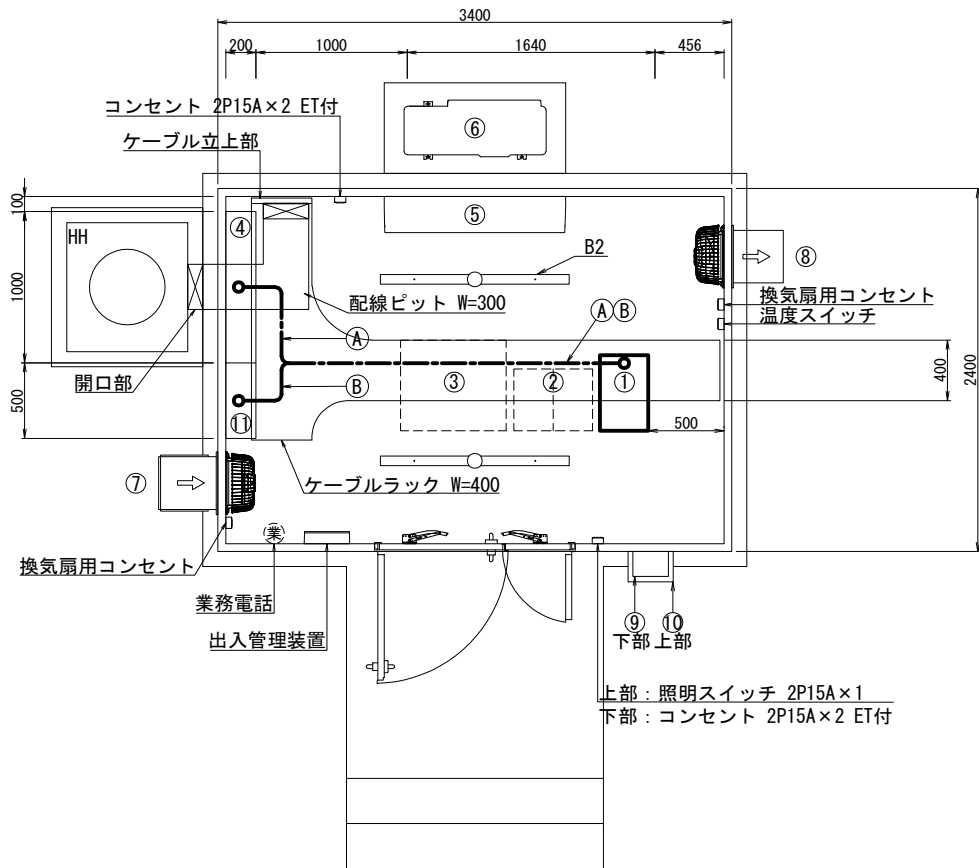 3400
200 1000 1640 456
コンセント 2P15A×2 ET付
ケーブル立上部
⑥
100
④
⑤
HH
B2
⑧
1000
配線ピット W=300
Ⓐ Ⓑ
換気扇用コンセント
温度スイッチ
Ⓐ
開口部
③
②
①
400
2400
Ⓑ
500
⑪
500
⑦
ケーブルラック W=400
業
換気扇用コンセント
業務電話
⑨ ⑩
下部 上部
出入管理装置
上部：照明スイッチ 2P15A×1
下部：コンセント 2P15A×2 ET付